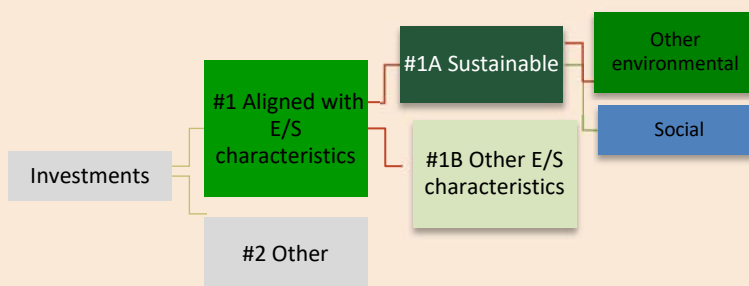 Investments
#1 Aligned with
E/S
characteristics
#2 Other
#1A Sustainable
#1B Other E/S
characteristics
Other
environmental
Social